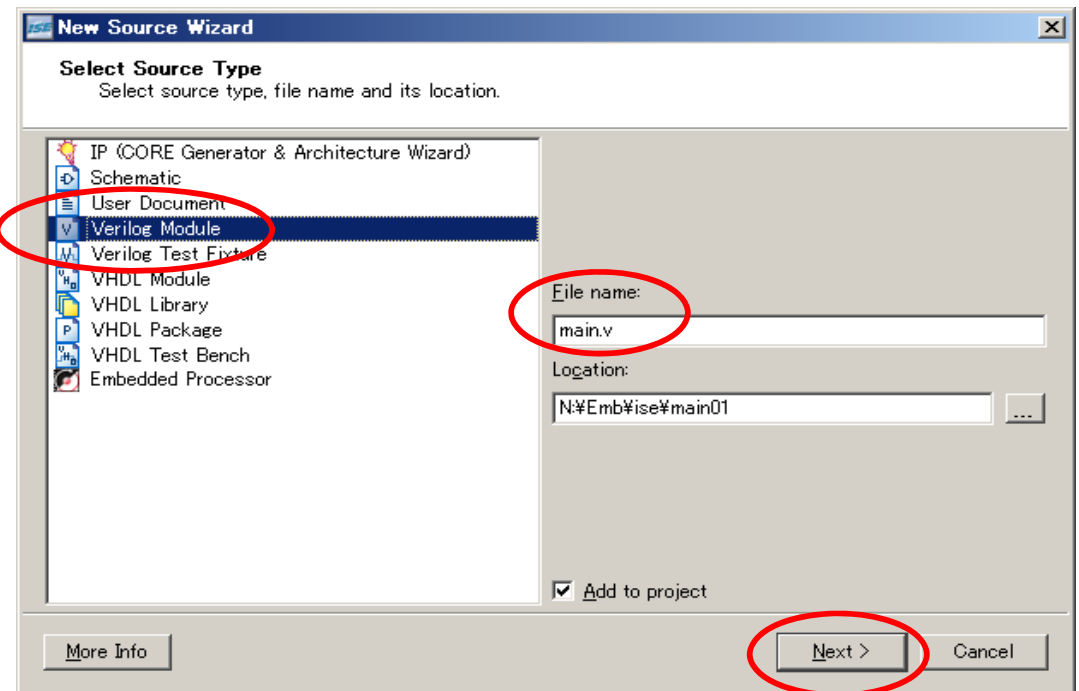 ISE New Source Wizard
Select Source Type
Select source type, file name and its location.
IP (CORE Generator & Architecture Wizard)
Schematic
User Document
Verilog Module
Verilog Test Fixture
VHDL Module
VHDL Library
VHDL Package
VHDL Test Bench
Embedded Processor
File name:
main.v
Location:
N:¥Emb¥ise¥main01
...
Add to project
More Info
Next >
Cancel